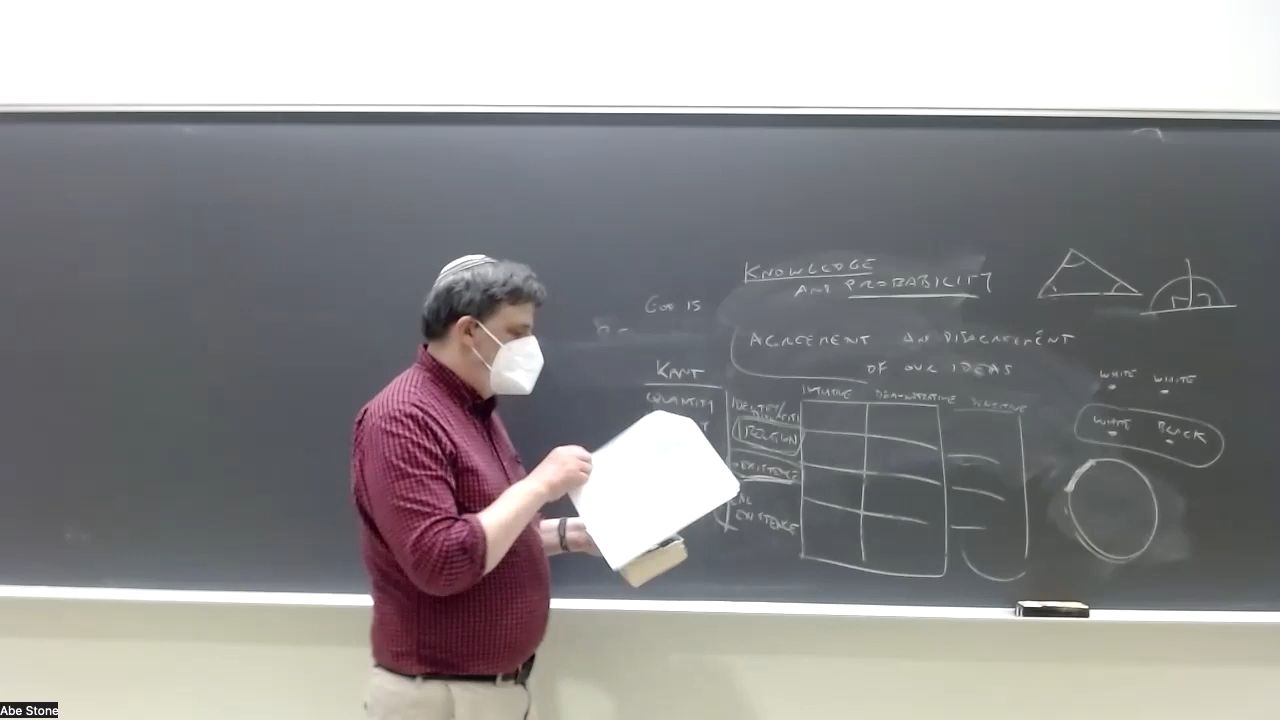 KNOWLEDGE
AND PROBABILITY
GOD IS
AGREEMENT AND DISAGREEMENT
OF OUR IDEAS
KANT
QUANTITY
INTUITIVE DEMONSTRATIVE SENSITIVE
RELATION
EXISTENCE
WHITE WHITE
WHITE BLACK
Abe Stone